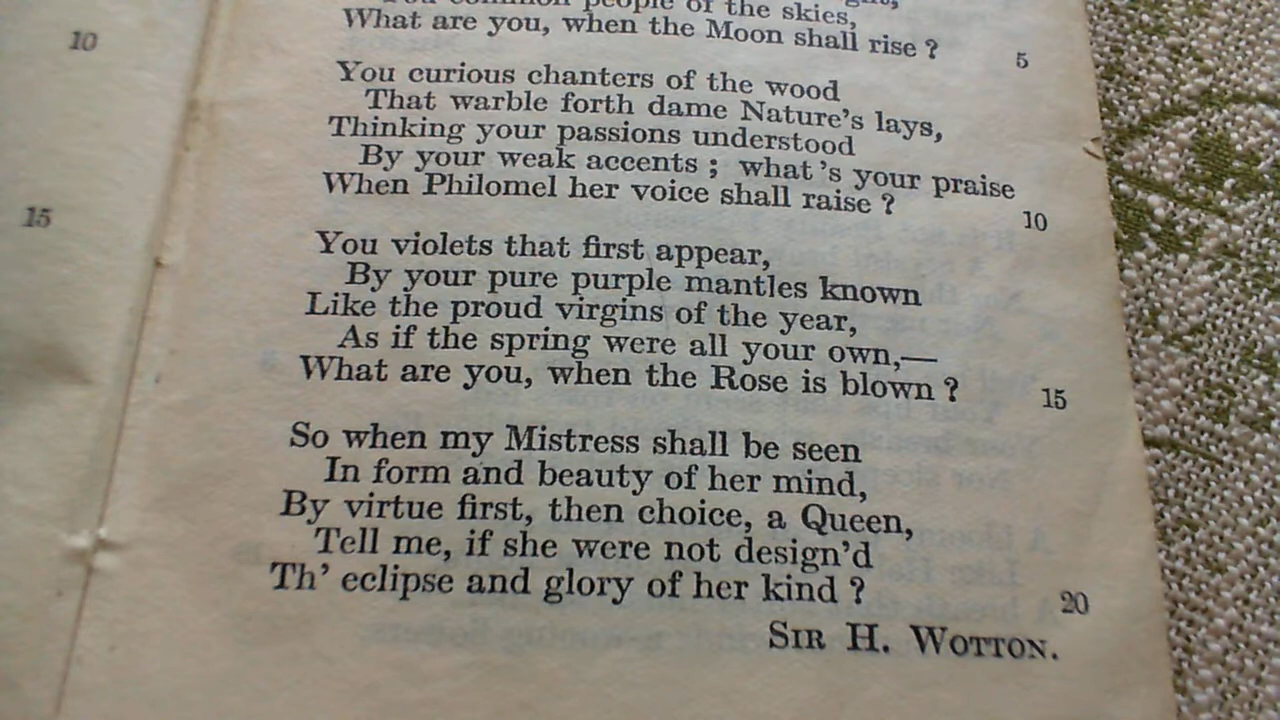 common people of the skies,
What are you, when the Moon shall rise ?
5
You curious chanters of the wood
That warble forth dame Nature's lays,
Thinking your passions understood
By your weak accents ; what 's your praise
When Philomel her voice shall raise ?
10
You violets that first appear,
By your pure purple mantles known
Like the proud virgins of the year,
As if the spring were all your own,—
What are you, when the Rose is blown ?
15
So when my Mistress shall be seen
In form and beauty of her mind,
By virtue first, then choice, a Queen,
Tell me, if she were not design'd
Th' eclipse and glory of her kind ?
20
SIR H. WOTTON.
10
15